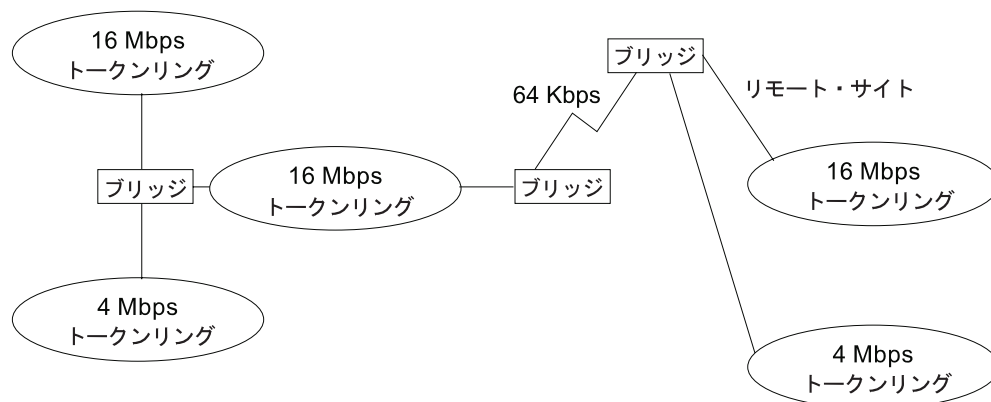 16 Mbps
トークンリング
ブリッジ
4 Mbps
トークンリング
16 Mbps
トークンリング
ブリッジ
64 Kbps
ブリッジ
リモート・サイト
16 Mbps
トークンリング
4 Mbps
トークンリング